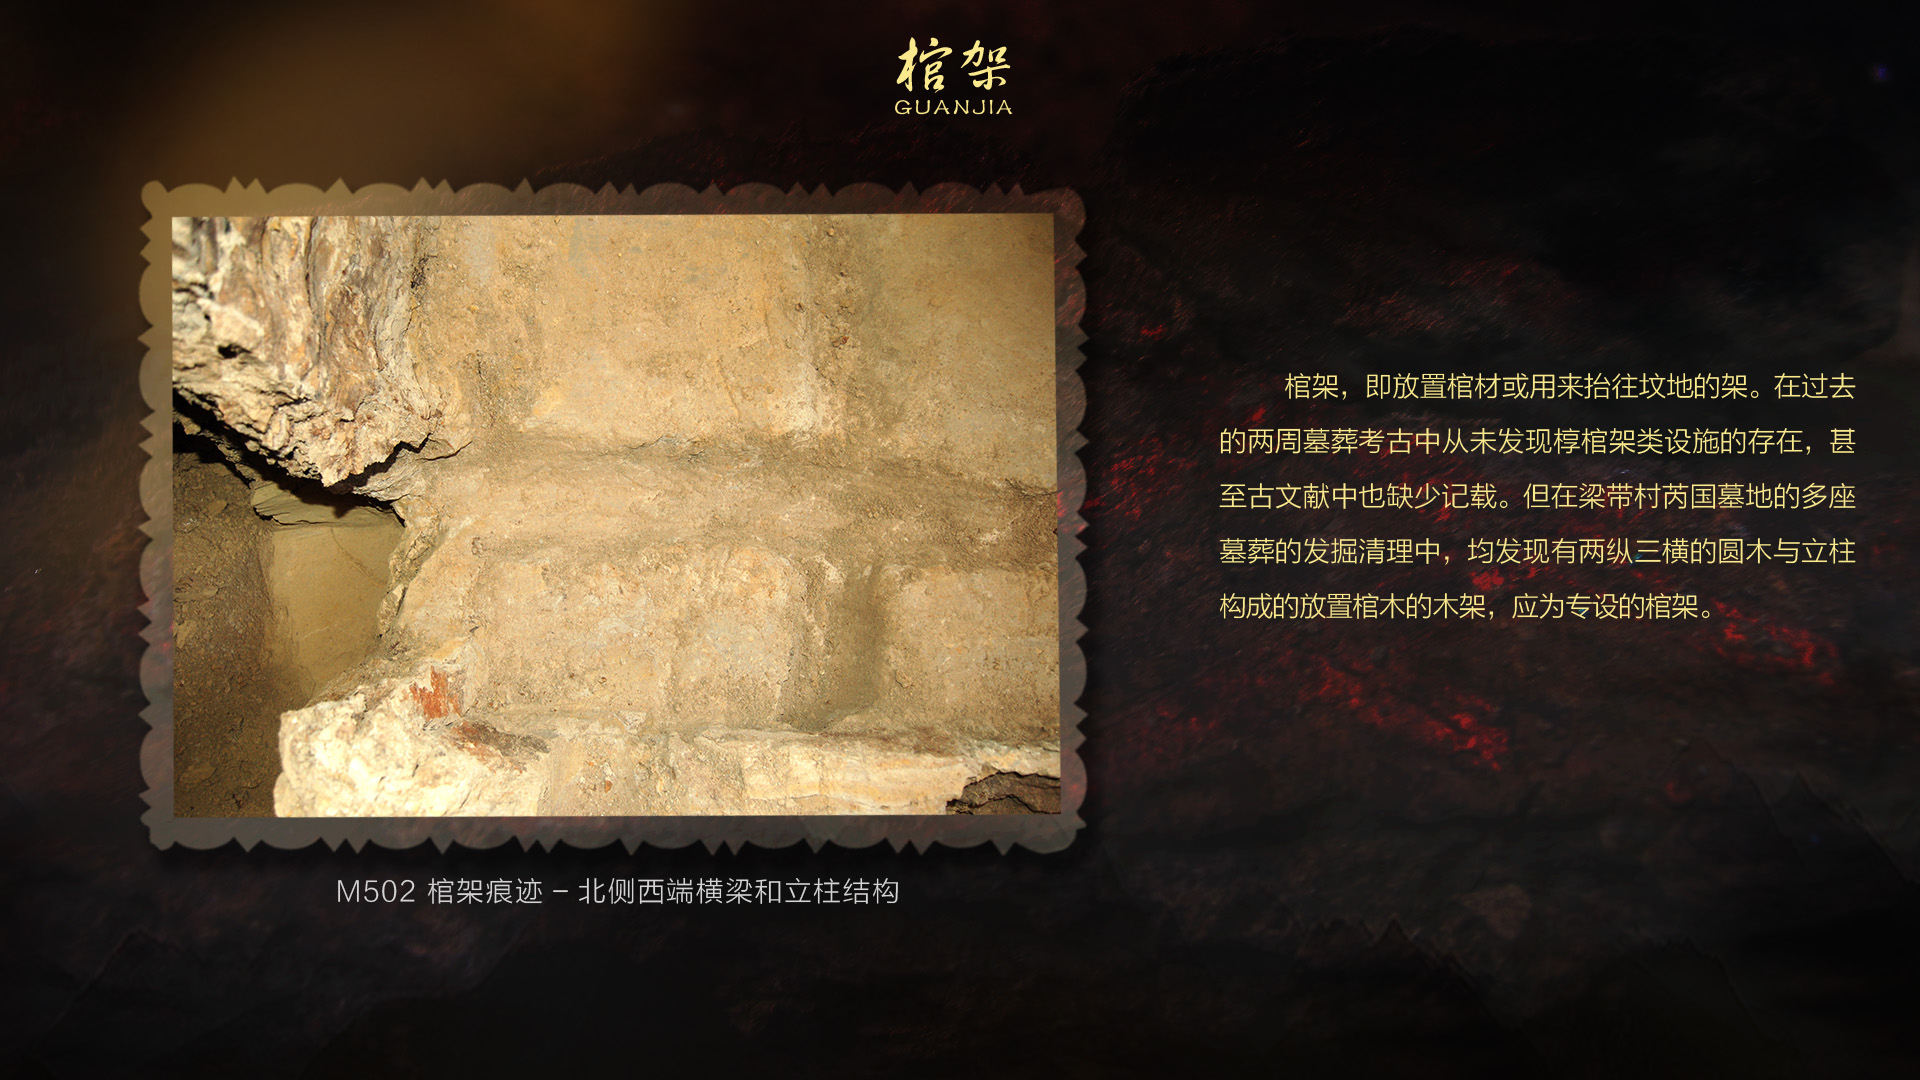 棺架
GUANJIA
棺架，即放置棺材或用来抬往坟地的架。在过去
的两周墓葬考古中从未发现椁棺架类设施的存在，甚
至古文献中也缺少记载。但在梁带村芮国墓地的多座
墓葬的发掘清理中，均发现有两纵三横的圆木与立柱
构成的放置棺木的木架，应为专设的棺架。
M502 棺架痕迹 – 北侧西端横梁和立柱结构